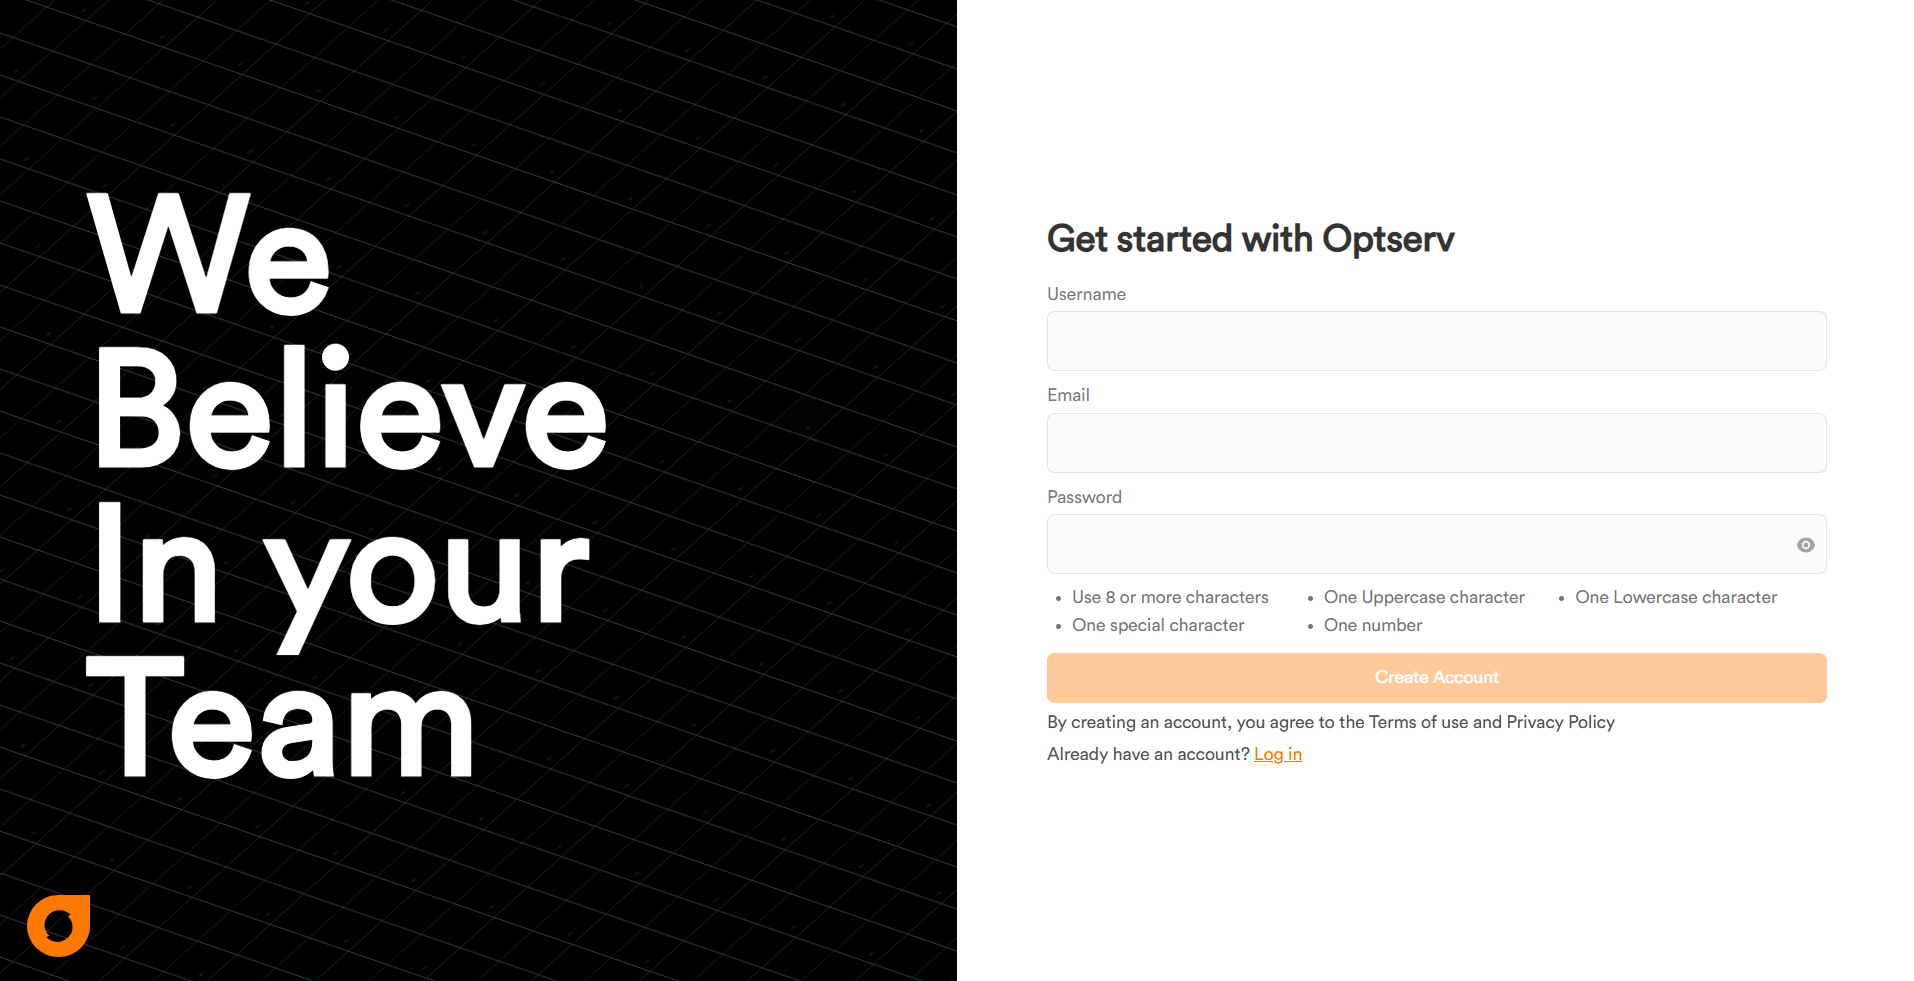 We
Believe
In your
Team
Get started with Optserv
Username
Email
Password
Use 8 or more characters
One Uppercase character
One Lowercase character
One special character
One number
Create Account
By creating an account, you agree to the Terms of use and Privacy Policy
Already have an account? Log in